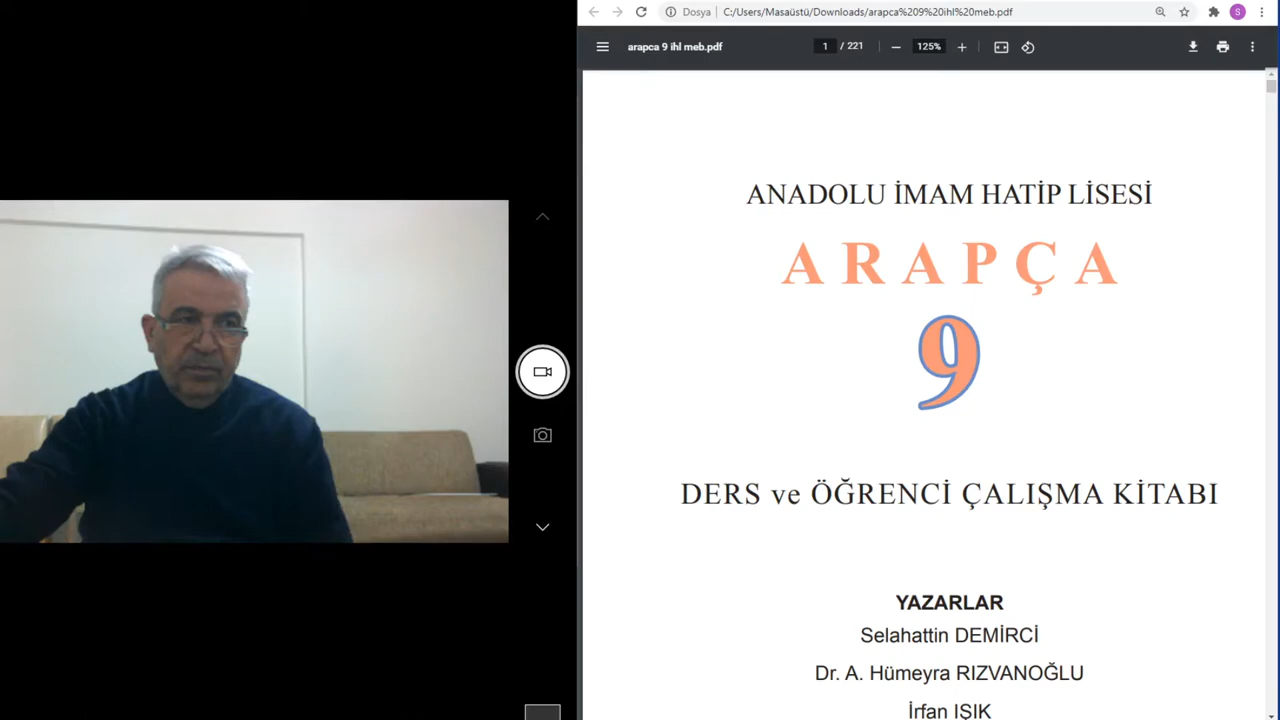 Dosya
C:/Users/Masaüstü/Downloads/arapca%209%20ihl%20meb.pdf
S
arapca 9 ihl meb.pdf
1 / 221
125%
ANADOLU İMAM HATİP LİSESİ
ARAPÇA
9
DERS ve ÖĞRENCİ ÇALIŞMA KİTABI
YAZARLAR
Selahattin DEMİRCİ
Dr. A. Hümeyra RIZVANOĞLU
İrfan IŞIK